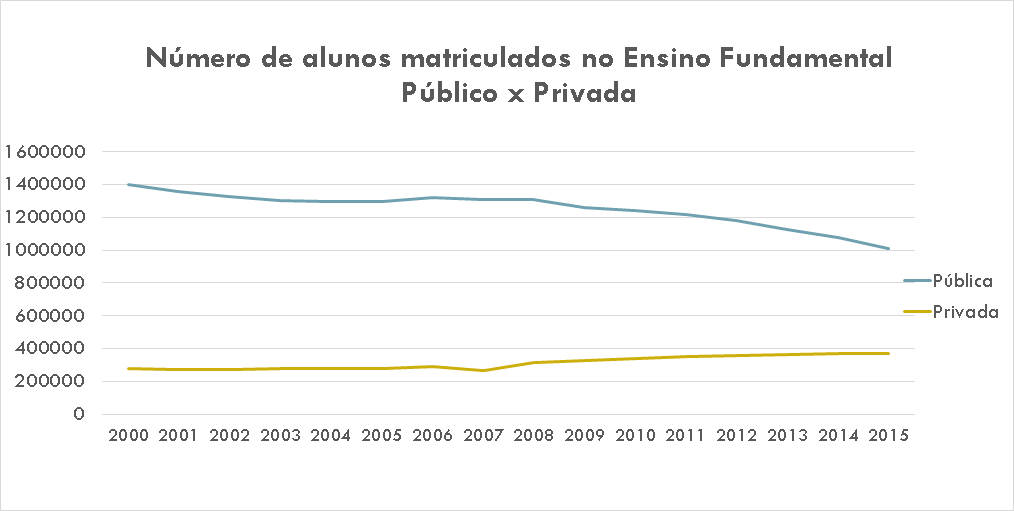 Número de alunos matriculados no Ensino Fundamental
Público x Privada
1600000
1400000
1200000
1000000
800000
600000
400000
200000
0
2000 2001 2002 2003 2004 2005 2006 2007 2008 2009 2010 2011 2012 2013 2014 2015
Pública
Privada